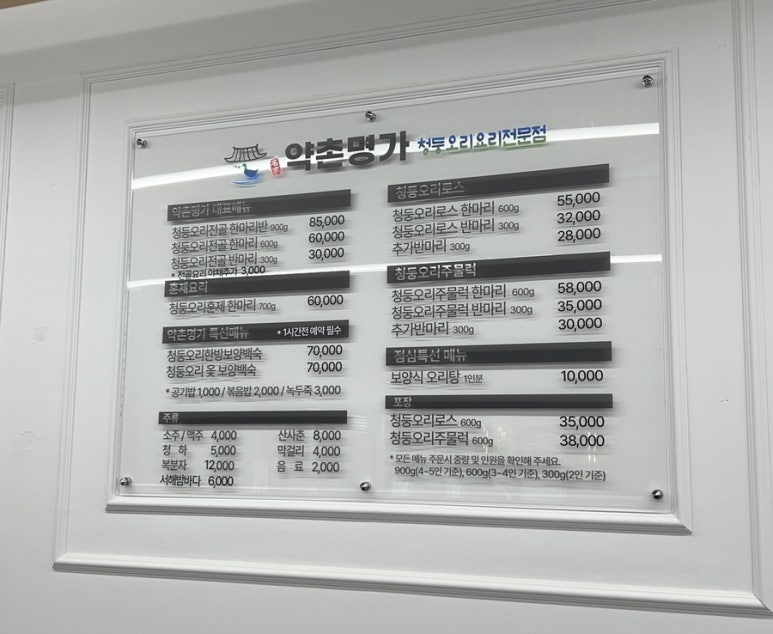 약촌명가 청둥오리요리전문점
약촌명가 대표메뉴
청둥오리전골 한마리반 900g 85,000
청둥오리전골 한마리 600g 60,000
청둥오리전골 반마리 300g 30,000
* 전골요리 야채추가 3,000
훈제요리
청둥오리훈제 한마리 700g 60,000
약촌명가 특선메뉴 * 1시간전 예약 필수
청둥오리한방보양백숙 70,000
청둥오리 옻 보양백숙 70,000
* 공기밥 1,000 / 볶음밥 2,000 / 녹두죽 3,000
주류
소주 / 맥주 4,000 산사춘 8,000
청 하 5,000 막걸리 4,000
복분자 12,000 음 료 2,000
서해밤바다 6,000
청둥오리로스
청둥오리로스 한마리 600g 55,000
청둥오리로스 반마리 300g 32,000
추가반마리 300g 28,000
청둥오리주물럭
청둥오리주물럭 한마리 600g 58,000
청둥오리주물럭 반마리 300g 35,000
추가반마리 300g 30,000
점심특선 메뉴
보양식 오리탕 1인분 10,000
포장
청둥오리로스 600g 35,000
청둥오리주물럭 600g 38,000
* 모든 메뉴 주문시 중량 및 인원을 확인해 주세요.
900g(4~5인 기준), 600g(3~4인 기준), 300g(2인 기준)